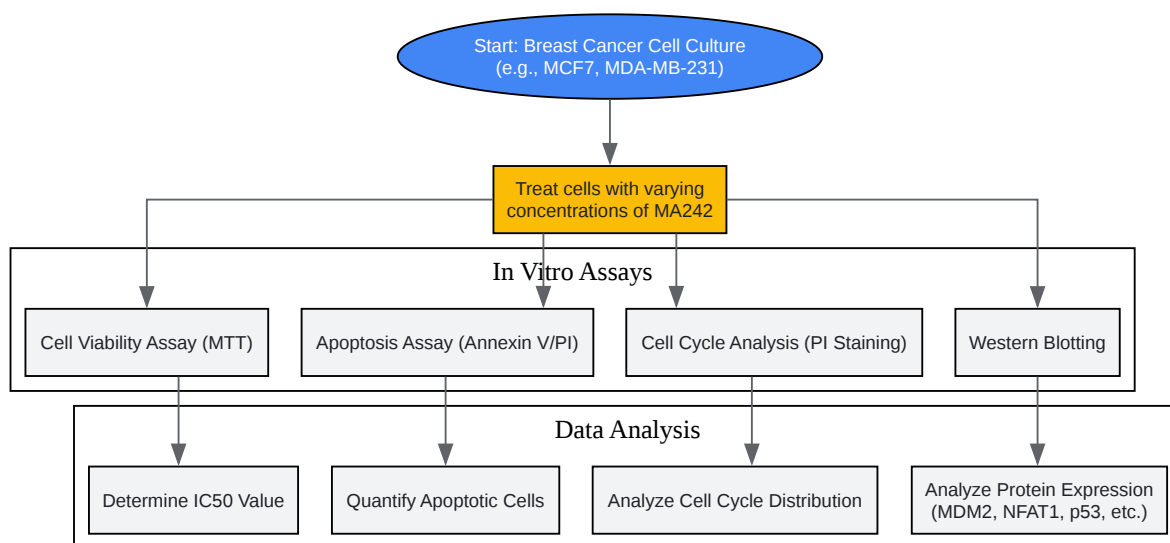 Start: Breast Cancer Cell Culture
(e.g., MCF7, MDA-MB-231)
Treat cells with varying
concentrations of MA242
In Vitro Assays
Cell Viability Assay (MTT)
Apoptosis Assay (Annexin V/PI)
Cell Cycle Analysis (PI Staining)
Western Blotting
Data Analysis
Determine IC50 Value
Quantify Apoptotic Cells
Analyze Cell Cycle Distribution
Analyze Protein Expression
(MDM2, NFAT1, p53, etc.)